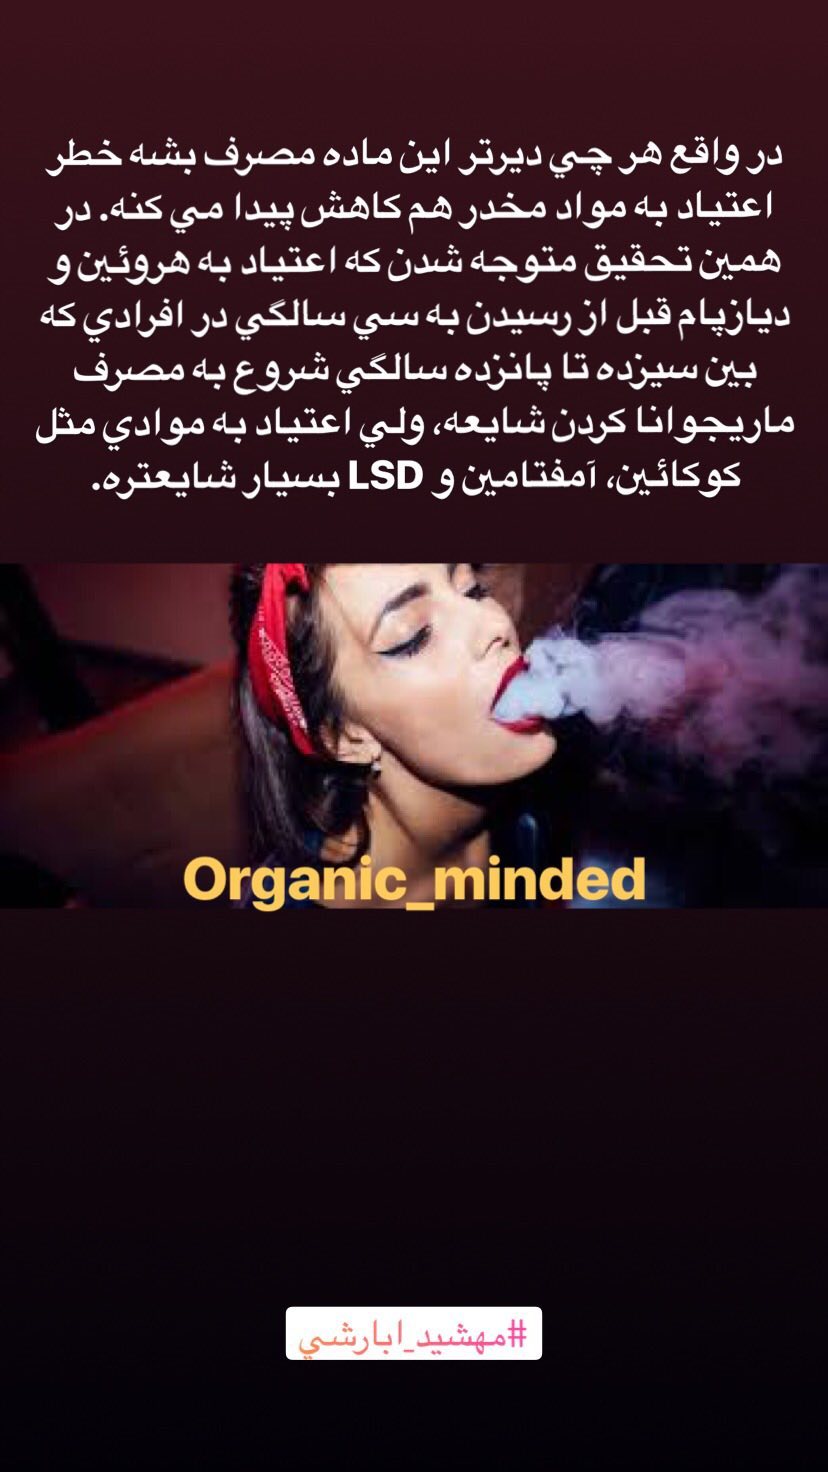 در واقع هر چي ديرتر اين ماده مصرف بشه خطر
اعتياد به مواد مخدر هم كاهش پيدا مي كنه. در
همين تحقيق متوجه شدن كه اعتياد به هروئين و
ديازپام قبل از رسيدن به سي سالگي در افرادي كه
بين سيزده تا پانزده سالگي شروع به مصرف
ماريجوانا كردن شايعه، ولي اعتياد به موادي مثل
كوكائين، آمفتامين و LSD بسيار شايعتره.
Organic_minded
#مهشيد_ابارشي